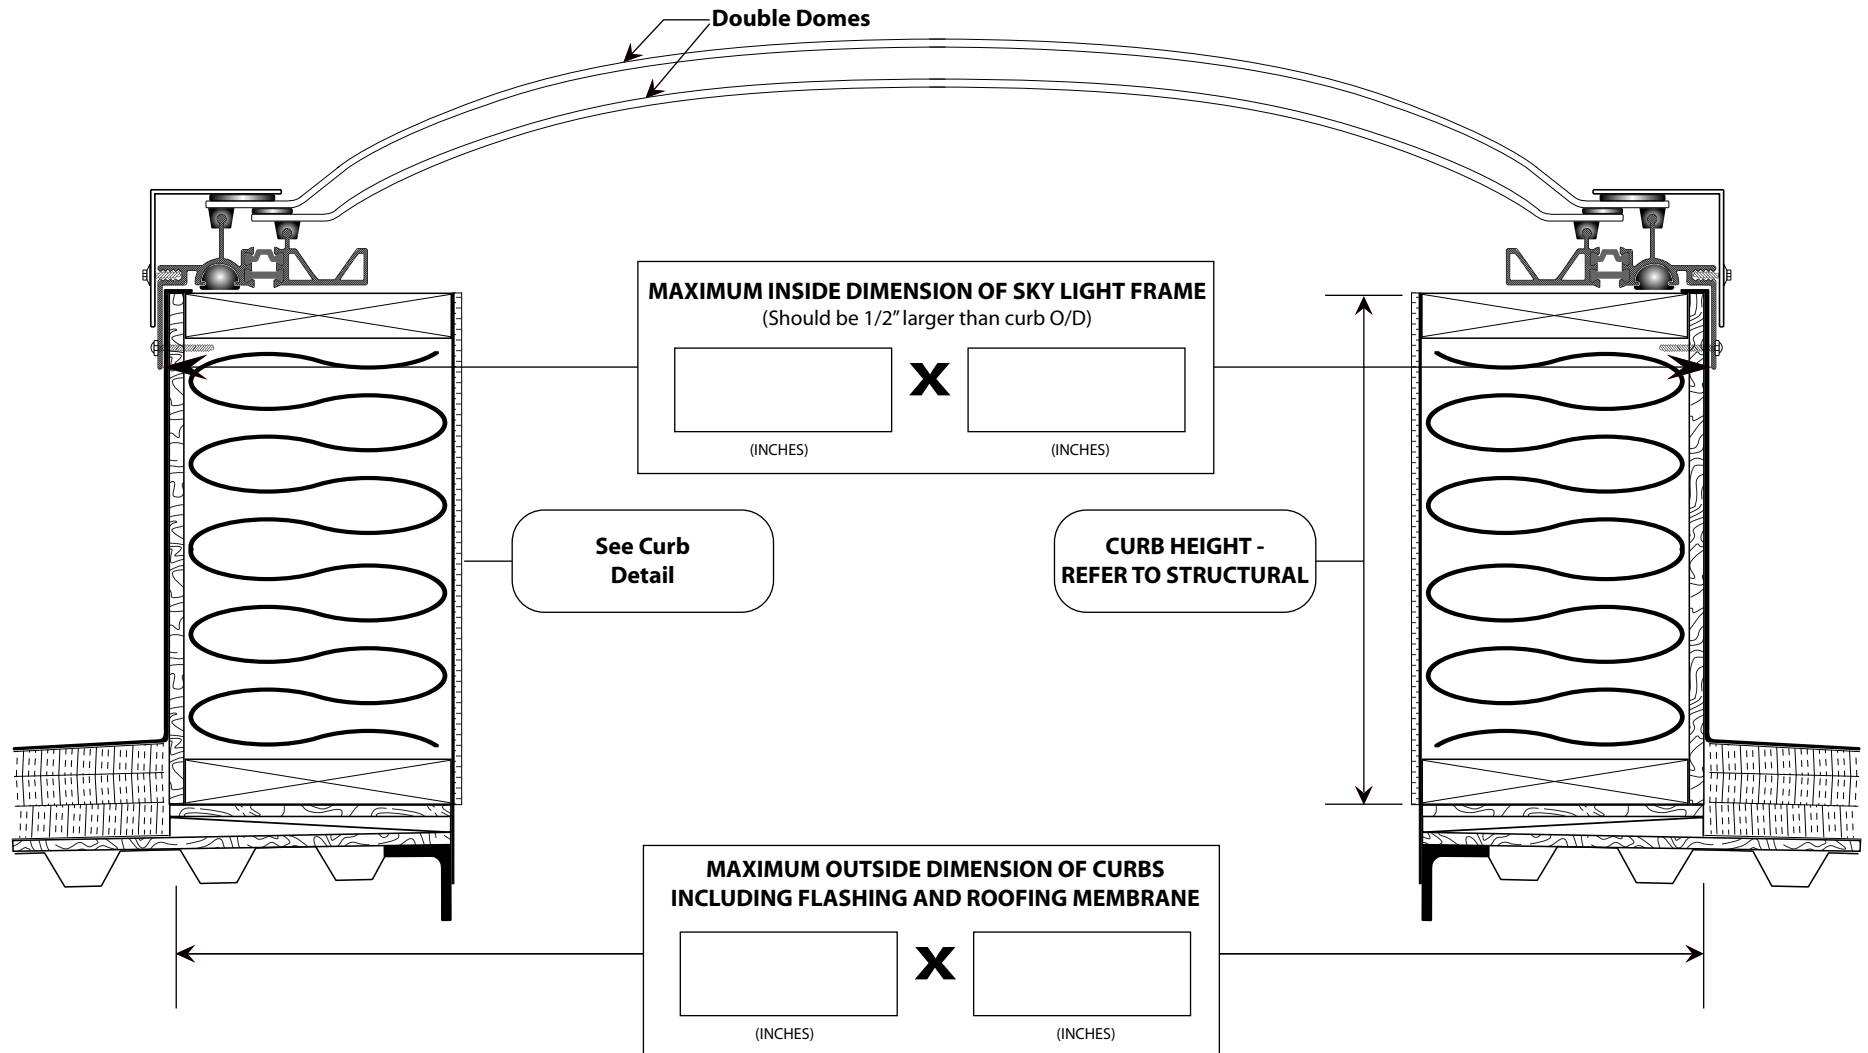 Double Domes
MAXIMUM INSIDE DIMENSION OF SKY LIGHT FRAME
(Should be 1/2” larger than curb O/D)
X
(INCHES)
(INCHES)
See Curb
Detail
CURB HEIGHT -
REFER TO STRUCTURAL
MAXIMUM OUTSIDE DIMENSION OF CURBS
INCLUDING FLASHING AND ROOFING MEMBRANE
X
(INCHES)
(INCHES)